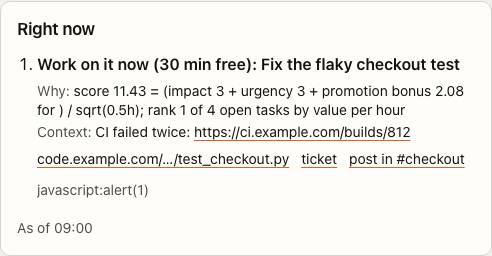 Right now
1. Work on it now (30 min free): Fix the flaky checkout test
Why: score 11.43 = (impact 3 + urgency 3 + promotion bonus 2.08
for ) / sqrt(0.5h); rank 1 of 4 open tasks by value per hour
Context: CI failed twice: https://ci.example.com/builds/812
code.example.com/.../test_checkout.py ticket post in #checkout
javascript:alert(1)
As of 09:00